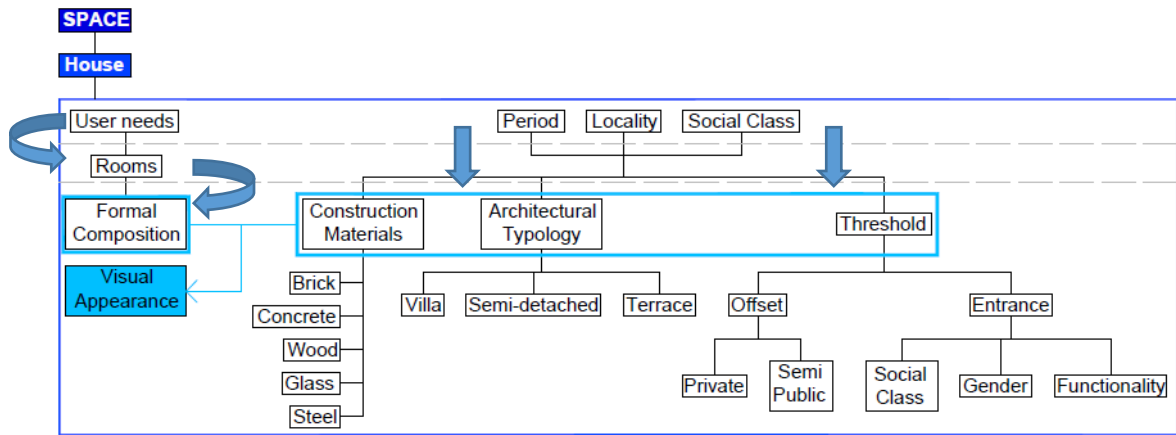 SPACE
House
User needs
Period
Locality
Social Class
Rooms
Formal
Composition
Construction
Materials
Architectural
Typology
Threshold
Visual
Appearance
Brick
Concrete
Wood
Glass
Steel
Villa
Semi-detached
Terrace
Offset
Entrance
Private
Semi
Public
Social
Class
Gender
Functionality